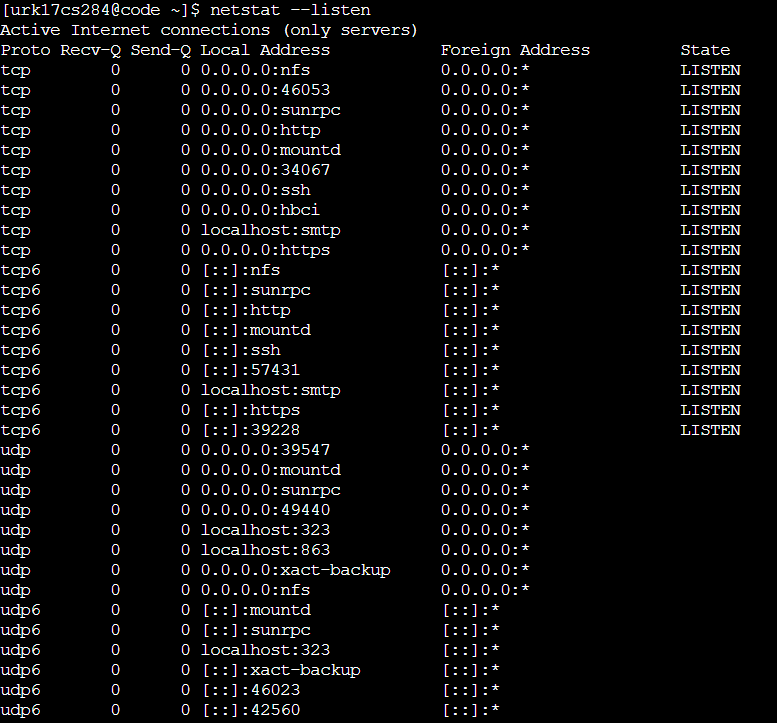 [urk17cs284@code ~]$ netstat --listen
Active Internet connections (only servers)
Proto Recv-Q Send-Q Local Address           Foreign Address         State
tcp        0      0 0.0.0.0:nfs             0.0.0.0:*               LISTEN
tcp        0      0 0.0.0.0:46053           0.0.0.0:*               LISTEN
tcp        0      0 0.0.0.0:sunrpc          0.0.0.0:*               LISTEN
tcp        0      0 0.0.0.0:http            0.0.0.0:*               LISTEN
tcp        0      0 0.0.0.0:mountd          0.0.0.0:*               LISTEN
tcp        0      0 0.0.0.0:34067           0.0.0.0:*               LISTEN
tcp        0      0 0.0.0.0:ssh             0.0.0.0:*               LISTEN
tcp        0      0 0.0.0.0:hbci            0.0.0.0:*               LISTEN
tcp        0      0 localhost:smtp          0.0.0.0:*               LISTEN
tcp        0      0 0.0.0.0:https           0.0.0.0:*               LISTEN
tcp6       0      0 [::]:nfs                [::]:*                  LISTEN
tcp6       0      0 [::]:sunrpc             [::]:*                  LISTEN
tcp6       0      0 [::]:http               [::]:*                  LISTEN
tcp6       0      0 [::]:mountd             [::]:*                  LISTEN
tcp6       0      0 [::]:ssh                [::]:*                  LISTEN
tcp6       0      0 [::]:57431              [::]:*                  LISTEN
tcp6       0      0 localhost:smtp          [::]:*                  LISTEN
tcp6       0      0 [::]:https              [::]:*                  LISTEN
tcp6       0      0 [::]:39228              [::]:*                  LISTEN
udp        0      0 0.0.0.0:39547           0.0.0.0:*
udp        0      0 0.0.0.0:mountd          0.0.0.0:*
udp        0      0 0.0.0.0:sunrpc          0.0.0.0:*
udp        0      0 0.0.0.0:49440           0.0.0.0:*
udp        0      0 localhost:323           0.0.0.0:*
udp        0      0 localhost:863           0.0.0.0:*
udp        0      0 0.0.0.0:xact-backup     0.0.0.0:*
udp        0      0 0.0.0.0:nfs             0.0.0.0:*
udp6       0      0 [::]:mountd             [::]:*
udp6       0      0 [::]:sunrpc             [::]:*
udp6       0      0 localhost:323           [::]:*
udp6       0      0 [::]:xact-backup        [::]:*
udp6       0      0 [::]:46023              [::]:*
udp6       0      0 [::]:42560              [::]:*